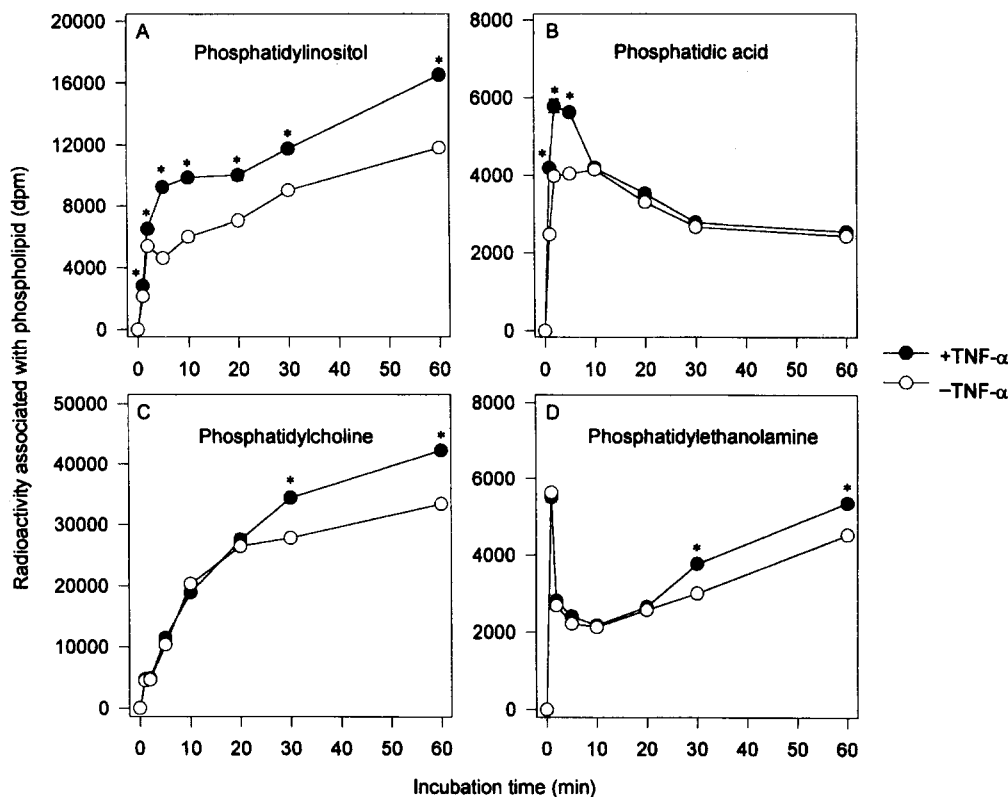 Radioactivity associated with phospholipid (dpm)
A
Phosphatidylinositol
20000
16000
12000
8000
4000
0
* * * * * * *
0 10 20 30 40 50 60
B
Phosphatidic acid
8000
6000
4000
2000
0
* * *
0 10 20 30 40 50 60
+TNF-α
−TNF-α
C
Phosphatidylcholine
50000
40000
30000
20000
10000
0
* *
0 10 20 30 40 50 60
D
Phosphatidylethanolamine
8000
6000
4000
2000
0
* *
0 10 20 30 40 50 60
Incubation time (min)